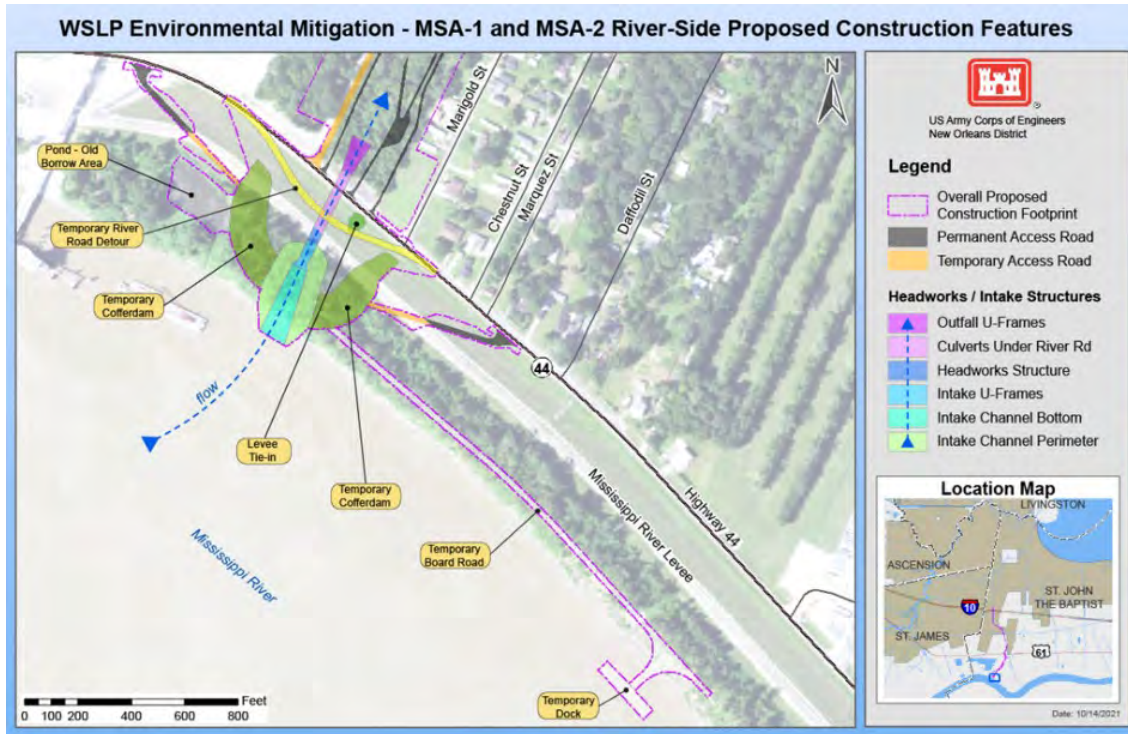 WSLP Environmental Mitigation - MSA-1 and MSA-2 River-Side Proposed Construction Features
Marigold St
Chestnut St
Marquez St
Daffodil St
N
Pond - Old
Borrow Area
Temporary River
Road Detour
Temporary
Cofferdam
flow
Levee
Tie-in
Temporary
Cofferdam
44
Highway 44
Mississippi River Levee
Mississippi River
Temporary
Board Road
Temporary
Dock
Feet
0 100 200 400 600 800
US Army Corps of Engineers
New Orleans District
Legend
Overall Proposed
Construction Footprint
Permanent Access Road
Temporary Access Road
Headworks / Intake Structures
Outfall U-Frames
Culverts Under River Rd
Headworks Structure
Intake U-Frames
Intake Channel Bottom
Intake Channel Perimeter
Location Map
LIVINGSTON
ASCENSION
ST. JOHN
THE BAPTIST
10
ST. JAMES
61
Date: 10/14/2021